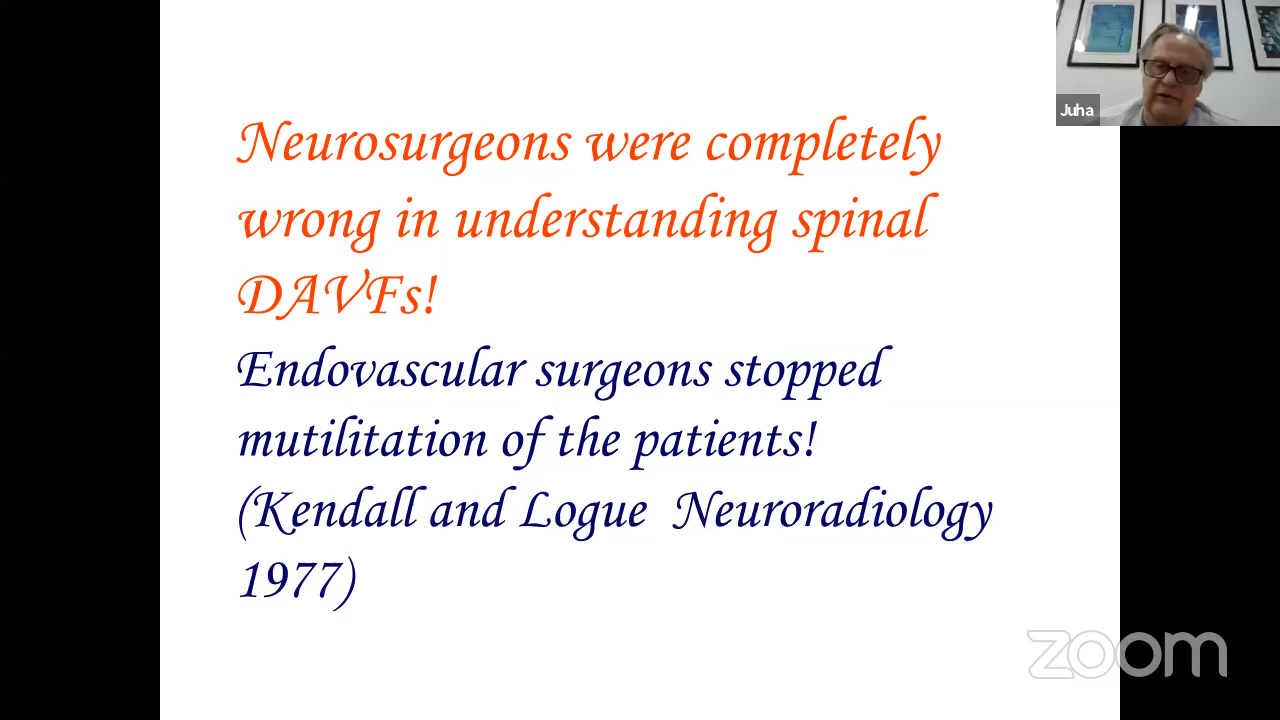 Neurosurgeons were completely
wrong in understanding spinal
DAVFs!
Endovascular surgeons stopped
mutilitation of the patients!
(Kendall and Logue Neuroradiology
1977)
Juha
zoom